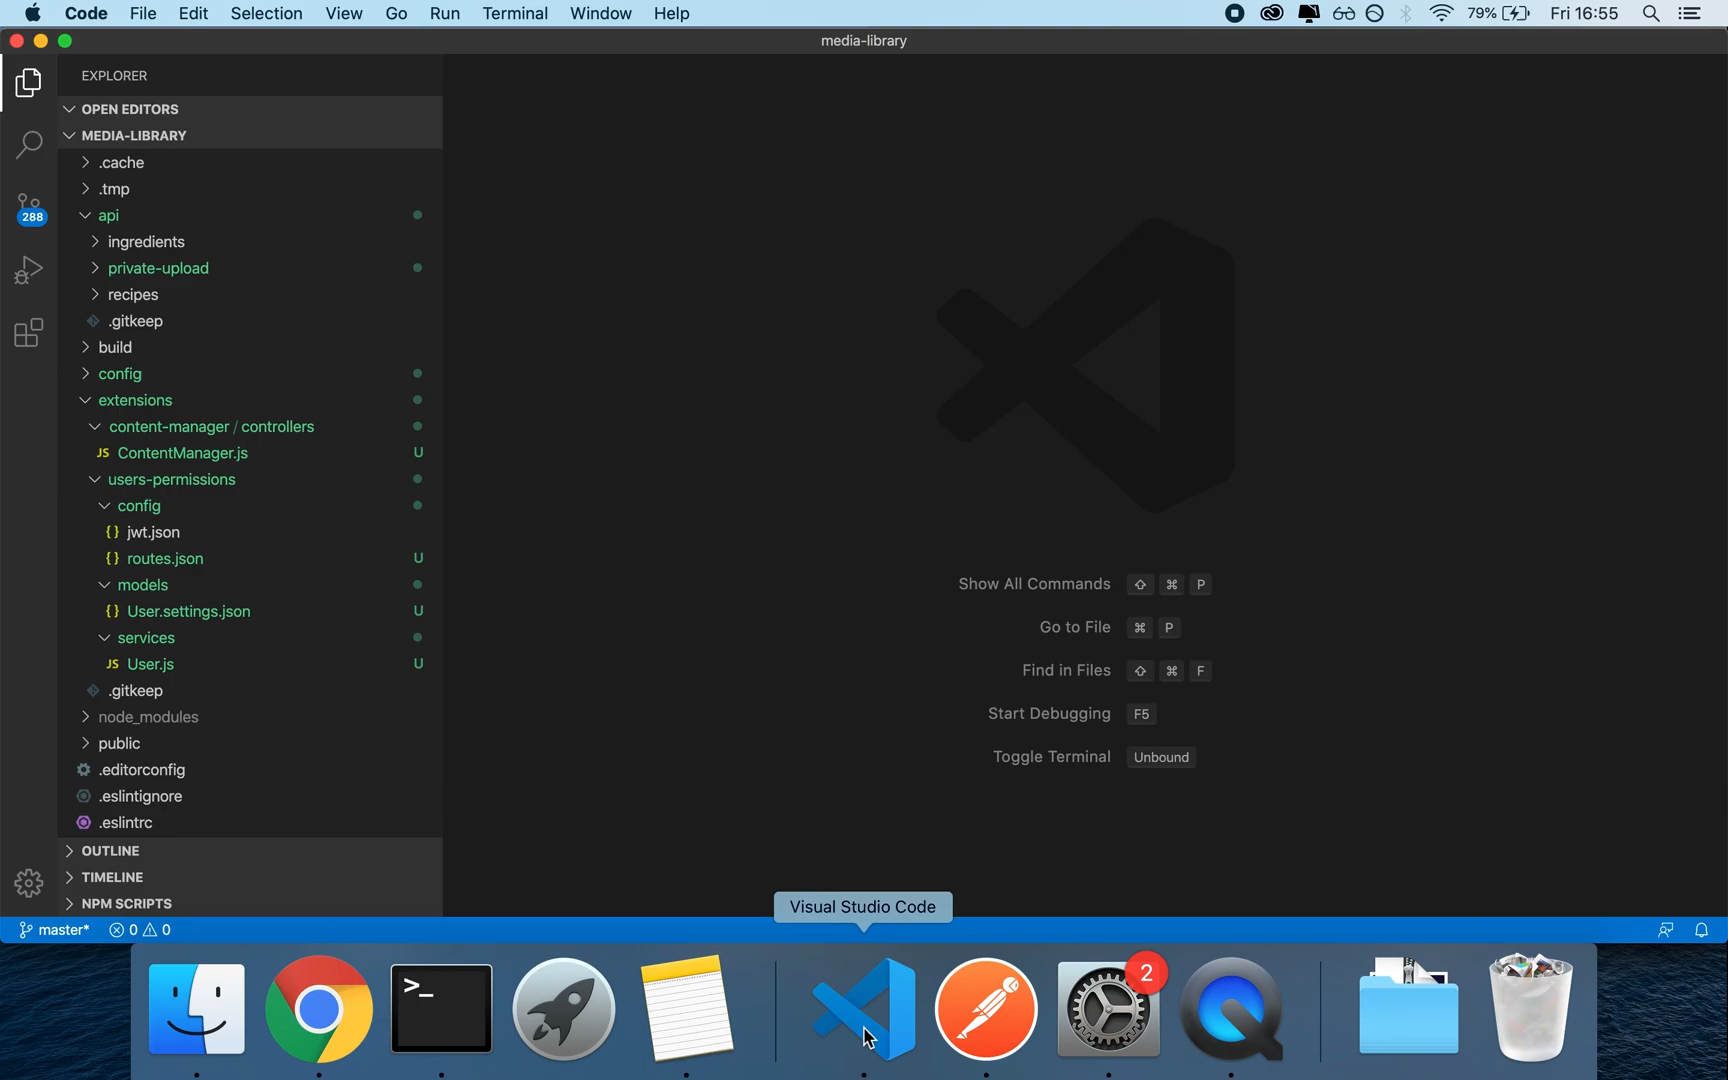 Code File Edit Selection View Go Run Terminal Window Help 79% Fri 16:55
media-library
EXPLORER
OPEN EDITORS
MEDIA-LIBRARY
.cache
.tmp
api
288
ingredients
private-upload
recipes
.gitkeep
build
config
extensions
content-manager / controllers
JS ContentManager.js U
users-permissions
config
{} jwt.json
{} routes.json U
models
{} User.settings.json U
services
JS User.js U
.gitkeep
node_modules
public
.editorconfig
.eslintignore
.eslintrc
OUTLINE
TIMELINE
NPM SCRIPTS
Show All Commands ⇧ ⌘ P
Go to File ⌘ P
Find in Files ⇧ ⌘ F
Start Debugging F5
Toggle Terminal Unbound
Visual Studio Code
master* 0 0
>_
2